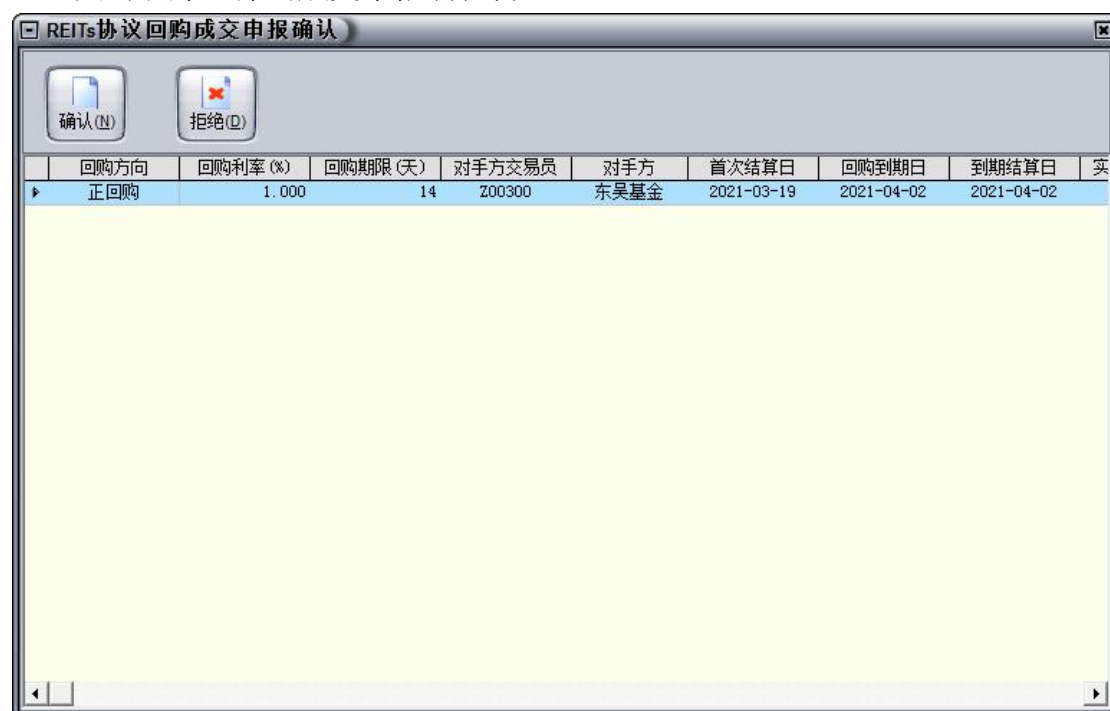 REITs协议回购成交申报确认
确认(N) 拒绝(D)
回购方向 回购利率(%) 回购期限(天) 对手方交易员 对手方 首次结算日 回购到期日 到期结算日 实
正回购 1.000 14 Z00300 东吴基金 2021-03-19 2021-04-02 2021-04-02